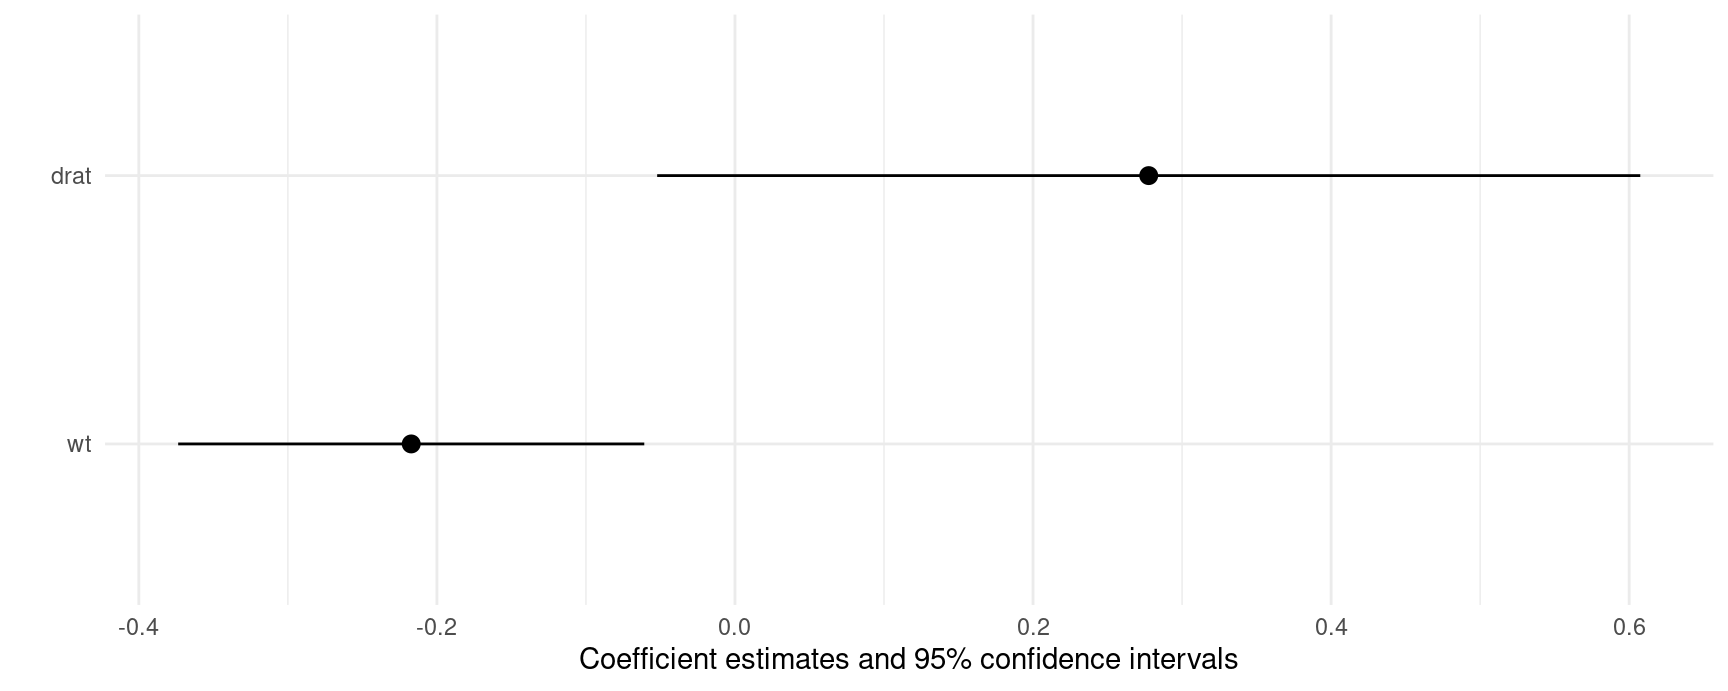 drat
wt
-0.4 -0.2 0.0 0.2 0.4 0.6
Coefficient estimates and 95% confidence intervals